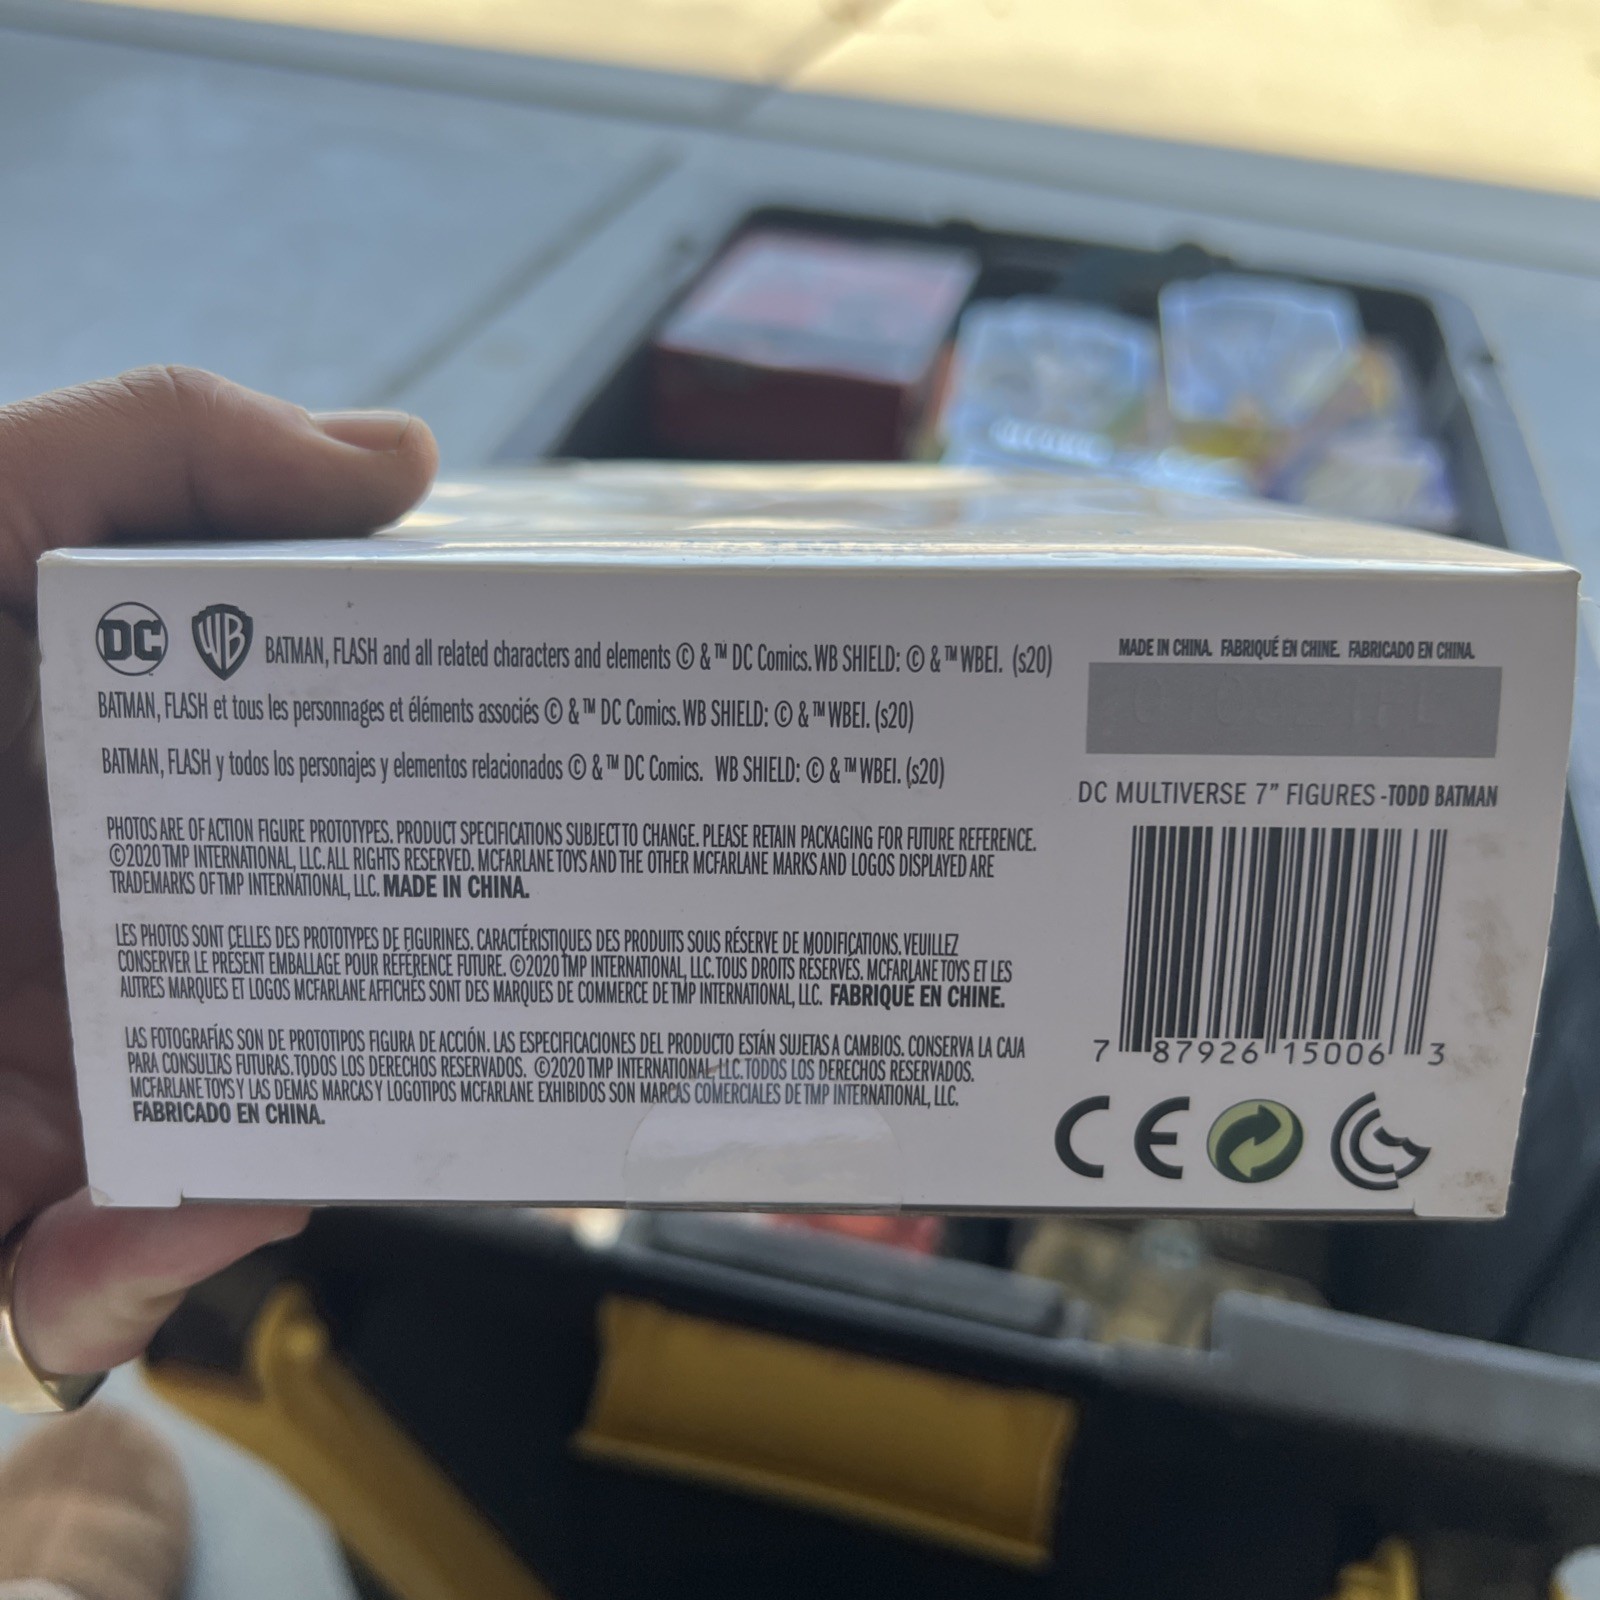 DC WB BATMAN, FLASH and all related characters and elements © & ™ DC Comics. WB SHIELD: © & ™ WBEI. (s20)
BATMAN, FLASH et tous les personnages et éléments associés © & ™ DC Comics. WB SHIELD: © & ™ WBEI. (s20)
BATMAN, FLASH y todos los personajes y elementos relacionados © & ™ DC Comics. WB SHIELD: © & ™ WBEI. (s20)
PHOTOS ARE OF ACTION FIGURE PROTOTYPES. PRODUCT SPECIFICATIONS SUBJECT TO CHANGE. PLEASE RETAIN PACKAGING FOR FUTURE REFERENCE.
©2020 TMP INTERNATIONAL, LLC. ALL RIGHTS RESERVED. MCFARLANE TOYS AND THE OTHER MCFARLANE MARKS AND LOGOS DISPLAYED ARE
TRADEMARKS OF TMP INTERNATIONAL, LLC. MADE IN CHINA.
LES PHOTOS SONT CELLES DES PROTOTYPES DE FIGURINES. CARACTÉRISTIQUES DES PRODUITS SOUS RÉSERVE DE MODIFICATIONS. VEUILLEZ
CONSERVER LE PRÉSENT EMBALLAGE POUR RÉFÉRENCE FUTURE. ©2020 TMP INTERNATIONAL, LLC. TOUS DROITS RÉSERVÉS. MCFARLANE TOYS ET LES
AUTRES MARQUES ET LOGOS MCFARLANE AFFICHÉS SONT DES MARQUES DE COMMERCE DE TMP INTERNATIONAL, LLC. FABRIQUÉ EN CHINE.
LAS FOTOGRAFÍAS SON DE PROTOTIPOS FIGURA DE ACCIÓN. LAS ESPECIFICACIONES DEL PRODUCTO ESTÁN SUJETAS A CAMBIOS. CONSERVA LA CAJA
PARA CONSULTAS FUTURAS. TODOS LOS DERECHOS RESERVADOS. ©2020 TMP INTERNATIONAL, LLC. TODOS LOS DERECHOS RESERVADOS.
MCFARLANE TOYS Y LAS DEMÁS MARCAS Y LOGOTIPOS MCFARLANE EXHIBIDOS SON MARCAS COMERCIALES DE TMP INTERNATIONAL, LLC.
FABRICADO EN CHINA.
MADE IN CHINA. FABRIQUÉ EN CHINE. FABRICADO EN CHINA.
DC MULTIVERSE 7” FIGURES -TODD BATMAN
7 87926 15006 3
CE